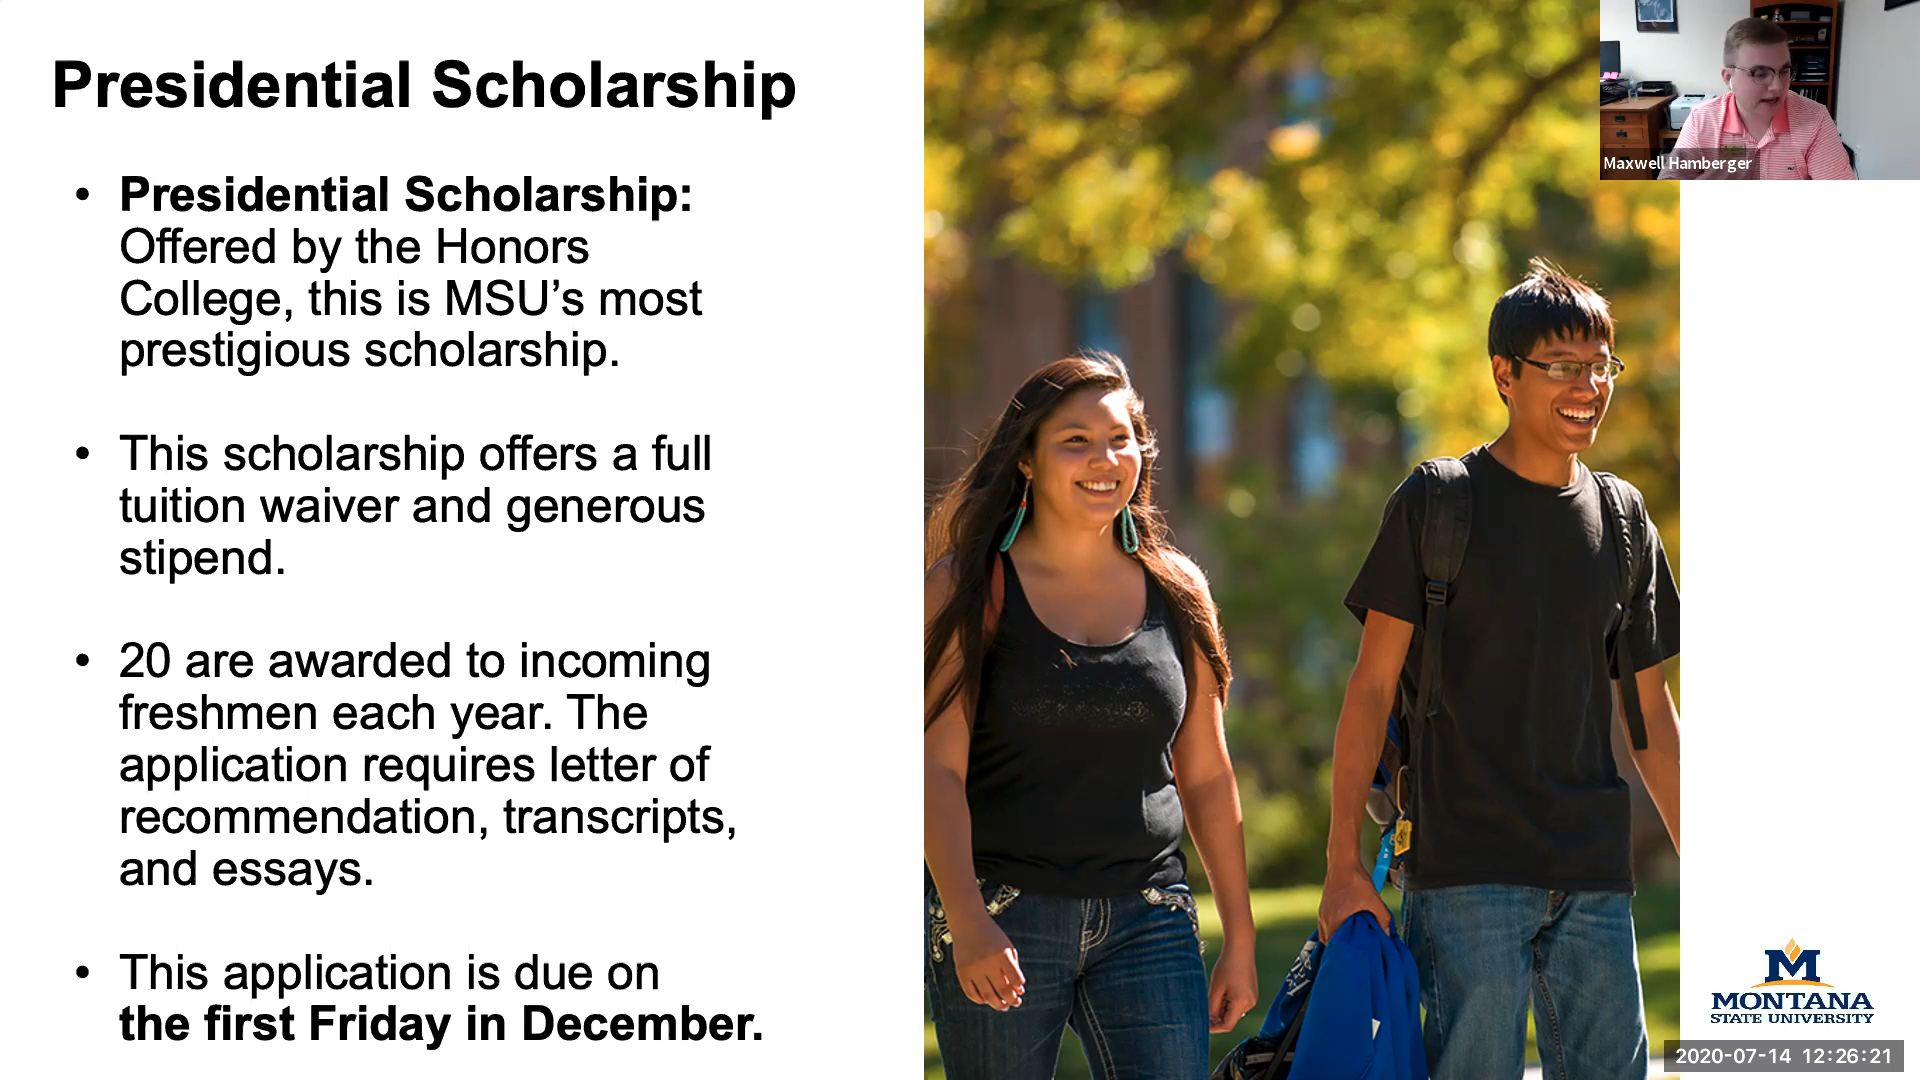 Presidential Scholarship
• Presidential Scholarship:
Offered by the Honors
College, this is MSU’s most
prestigious scholarship.
• This scholarship offers a full
tuition waiver and generous
stipend.
• 20 are awarded to incoming
freshmen each year. The
application requires letter of
recommendation, transcripts,
and essays.
• This application is due on
the first Friday in December.
Maxwell Hamberger
M
MONTANA
STATE UNIVERSITY
2020-07-14 12:26:21